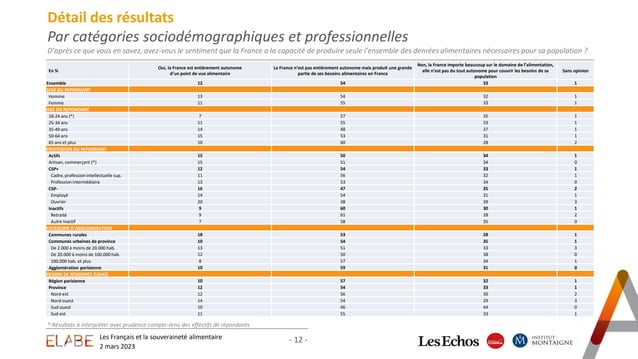 Détail des résultats
Par catégories sociodémographiques et professionnelles
D'après ce que vous en savez, avez-vous le sentiment que la France a la capacité de produire seule l'ensemble des denrées alimentaires nécessaires pour sa population ?
En % Oui, la France est entièrement autonome d'un point de vue alimentaire La France n'est pas entièrement autonome mais produit une grande partie de ses besoins alimentaires en France Non, la France importe beaucoup sur le domaine de l'alimentation, elle n'est pas du tout autonome pour couvrir les besoins de sa population Sans opinion
Ensemble 12 54 33 1
SEXE DU REPONDANT
Homme 13 54 32 1
Femme 11 55 33 1
AGE DU REPONDANT
18-24 ans (*) 7 57 35 1
25-34 ans 11 55 33 1
35-49 ans 14 48 37 1
50-64 ans 15 53 31 1
65 ans et plus 10 60 28 2
PROFESSION DU REPONDANT
Actifs 15 50 34 1
Artisan, commerçant (*) 15 51 34 0
CSP+ 12 54 33 1
Cadre, profession intellectuelle sup. 11 56 32 1
Profession intermédiaire 13 53 34 0
CSP- 16 47 35 2
Employé 14 54 31 1
Ouvrier 20 38 39 3
Inactifs 9 60 30 1
Retraité 9 61 28 2
Autre inactif 7 58 35 0
CATEGORIE D'AGGLOMERATION
Communes rurales 18 53 28 1
Communes urbaines de province 10 54 35 1
De 2.000 à moins de 20.000 hab. 13 51 33 3
De 20.000 à moins de 100.000 hab. 12 50 38 0
100.000 hab. et plus 8 57 34 1
Agglomération parisienne 10 59 31 0
REGION DE RESIDENCE (UDA5)
Région parisienne 10 57 32 1
Province 12 54 33 1
Nord-est 12 56 30 2
Nord-ouest 14 54 29 3
Sud-ouest 10 46 44 0
Sud-est 11 55 33 1
* Résultats à interpréter avec prudence compte-tenu des effectifs de répondants
ELABE
Les Français et la souveraineté alimentaire
2 mars 2023
- 12 -
Les Echos
INSTITUT
MONTAIGNE